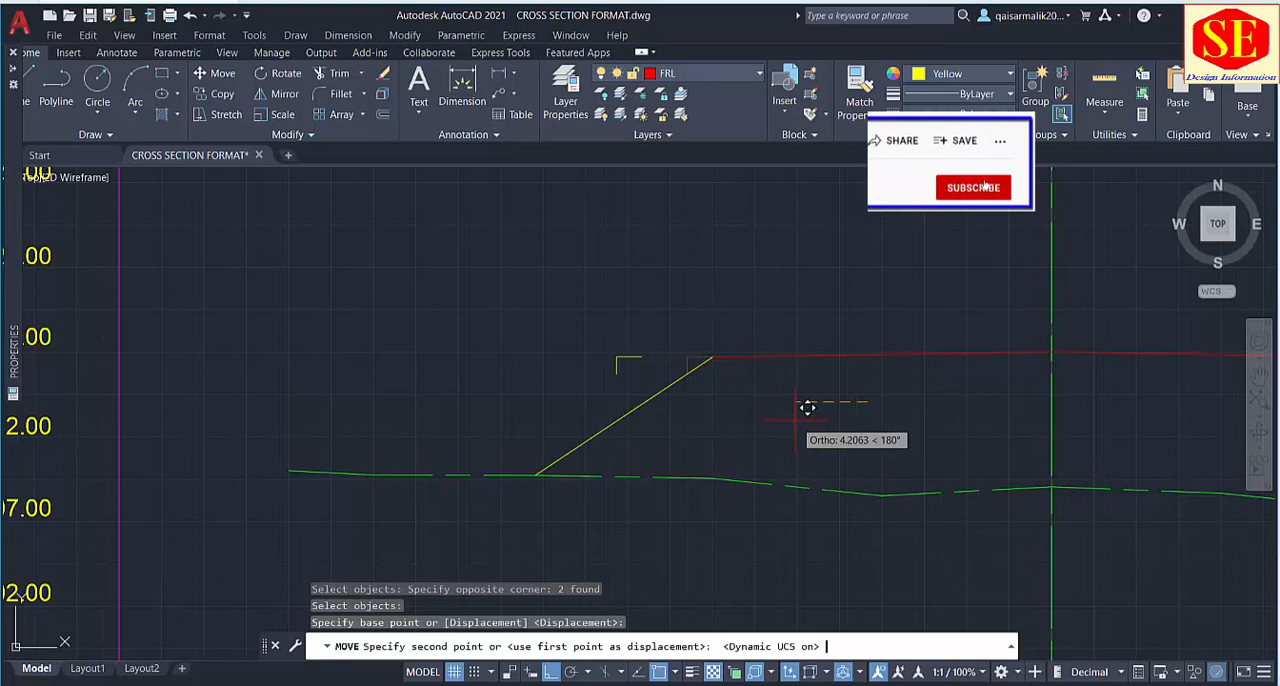 Autodesk AutoCAD 2021 CROSS SECTION FORMAT.dwg
Type a keyword or phrase
qaisarmalik20...
SE
Design Information
File Edit View Insert Format Tools Draw Dimension Modify Parametric Express Window Help
ome Insert Annotate Parametric View Manage Output Add-ins Collaborate Express Tools Featured Apps
Move Rotate Trim
FRL
Yellow
Copy Mirror Fillet
ByLayer
Stretch Scale Array
Table
Polyline Circle Arc
Text Dimension
Layer
Properties
Insert
Match
Proper
Group
Measure
Paste
Base
Draw Modify Annotation Layers Block oups Utilities Clipboard View
SHARE SAVE ...
SUBSCRIBE
Start CROSS SECTION FORMAT*
Top][2D Wireframe]
N
W TOP E
S
WCS
5.00
.00
2.00
07.00
02.00
PROPERTIES
Ortho: 4.2063 < 180°
Select objects: Specify opposite corner: 2 found
Select objects:
Specify base point or [Displacement] <Displacement>:
MOVE Specify second point or <use first point as displacement>: <Dynamic UCS on>
Model Layout1 Layout2 +
MODEL
1:1 / 100%
Decimal